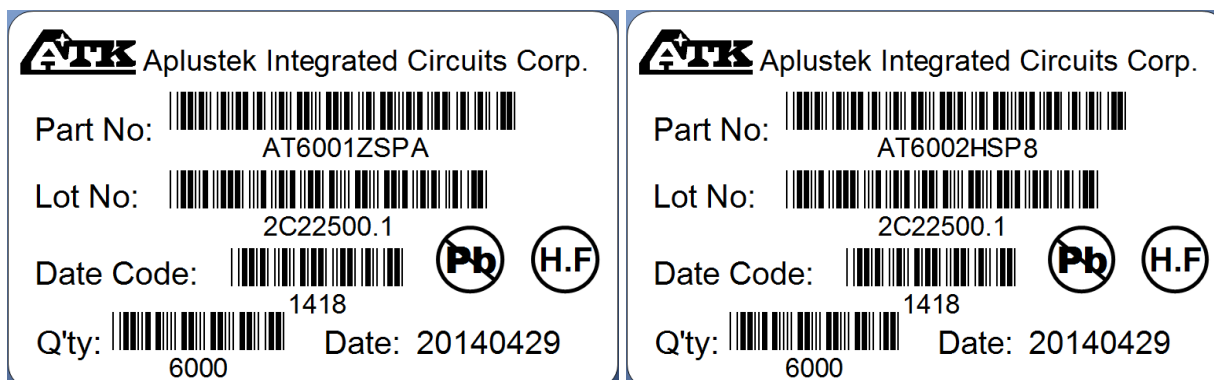 ATK Aplustek Integrated Circuits Corp.
Part No:
AT6001ZSPA
Lot No:
2C22500.1
Date Code:
1418
Pb
H.F
Q'ty:
6000
Date: 20140429
ATK Aplustek Integrated Circuits Corp.
Part No:
AT6002HSP8
Lot No:
2C22500.1
Date Code:
1418
Pb
H.F
Q'ty:
6000
Date: 20140429